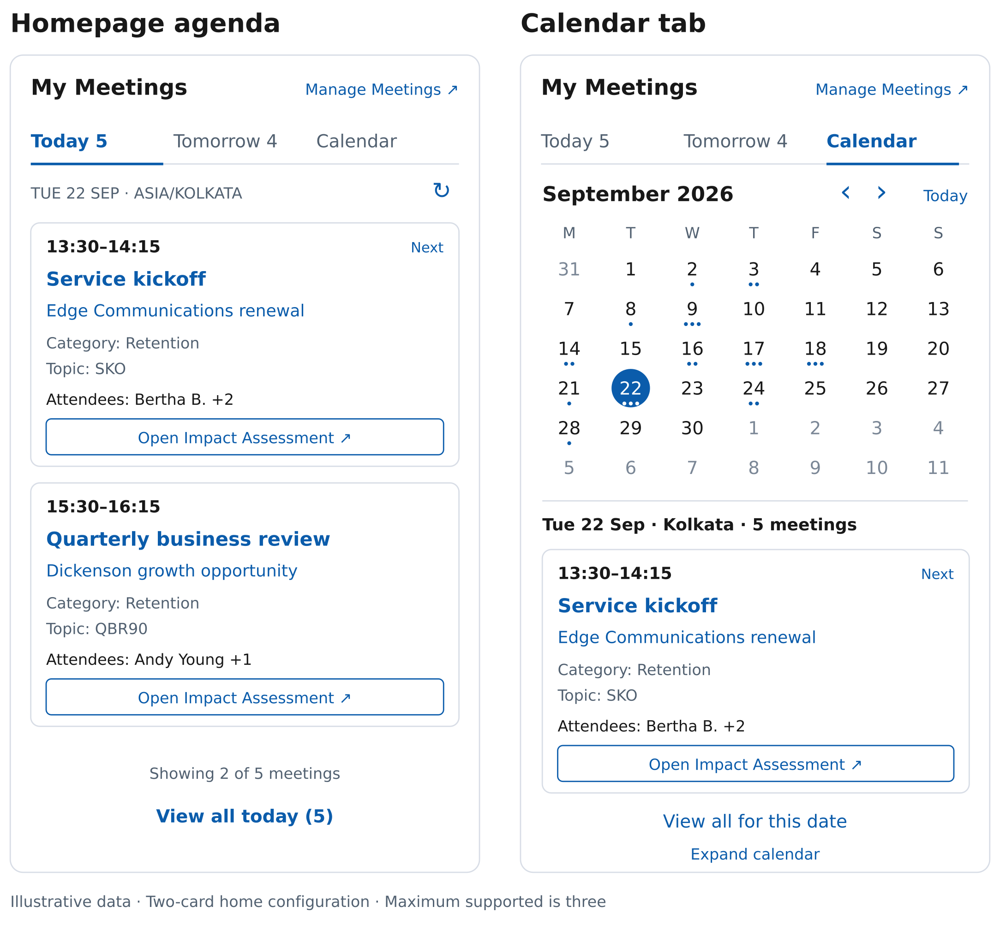 Homepage agenda
My Meetings
Manage Meetings ↗
Today 5 Tomorrow 4 Calendar
TUE 22 SEP · ASIA/KOLKATA ↻
13:30–14:15 Next
Service kickoff
Edge Communications renewal
Category: Retention
Topic: SKO
Attendees: Bertha B. +2
Open Impact Assessment ↗
15:30–16:15
Quarterly business review
Dickenson growth opportunity
Category: Retention
Topic: QBR90
Attendees: Andy Young +1
Open Impact Assessment ↗
Showing 2 of 5 meetings
View all today (5)
Calendar tab
My Meetings
Manage Meetings ↗
Today 5 Tomorrow 4 Calendar
September 2026 ‹ › Today
M T W T F S S
31 1 2 3 4 5 6
7 8 9 10 11 12 13
14 15 16 17 18 19 20
21 22 23 24 25 26 27
28 29 30 1 2 3 4
5 6 7 8 9 10 11
Tue 22 Sep · Kolkata · 5 meetings
13:30–14:15 Next
Service kickoff
Edge Communications renewal
Category: Retention
Topic: SKO
Attendees: Bertha B. +2
Open Impact Assessment ↗
View all for this date
Expand calendar
Illustrative data · Two-card home configuration · Maximum supported is three